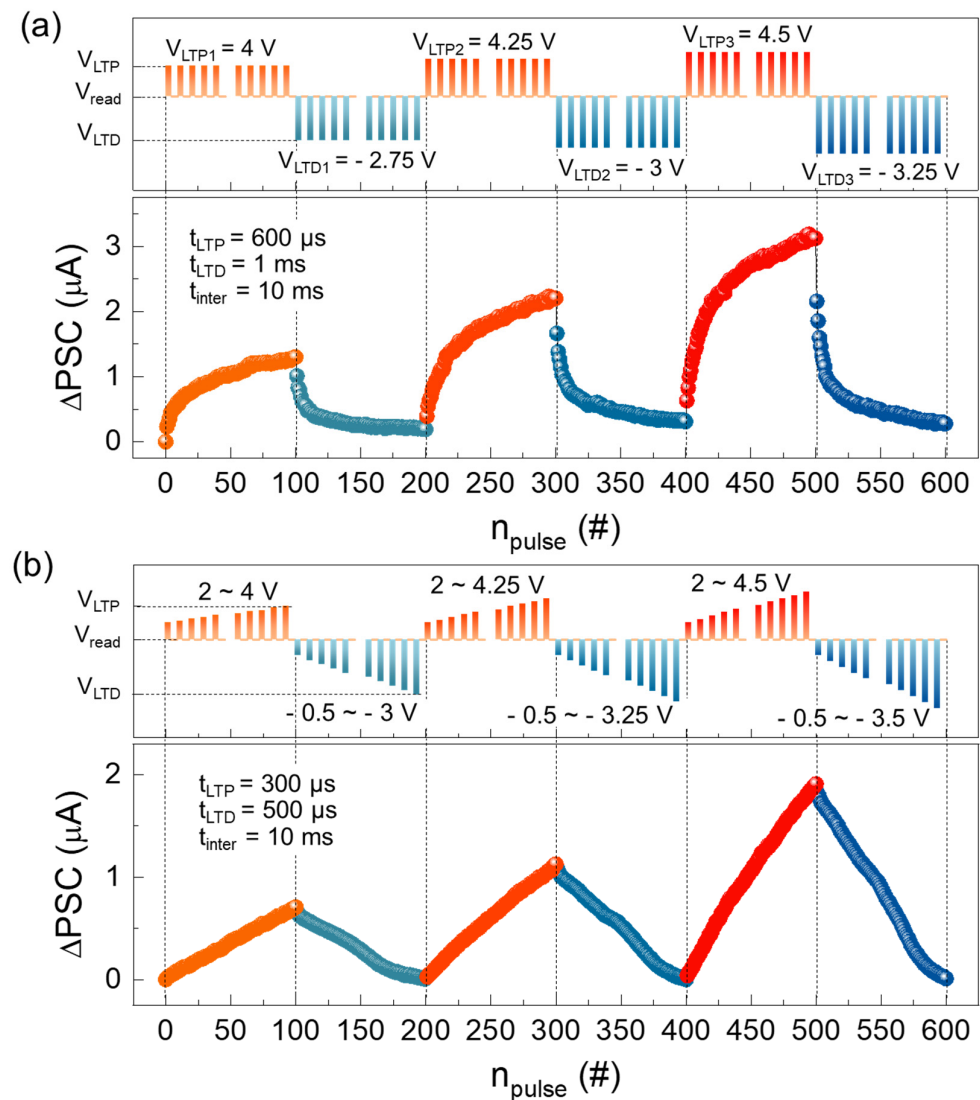 (a)
V_LTP1 = 4 V
V_LTP2 = 4.25 V
V_LTP3 = 4.5 V
V_LTP
V_read
V_LTD
V_LTD1 = - 2.75 V
V_LTD2 = - 3 V
V_LTD3 = - 3.25 V
t_LTP = 600 µs
t_LTD = 1 ms
t_inter = 10 ms
ΔPSC (µA)
3
2
1
0
0 50 100 150 200 250 300 350 400 450 500 550 600
n_pulse (#)
(b)
2 ~ 4 V
2 ~ 4.25 V
2 ~ 4.5 V
V_LTP
V_read
V_LTD
- 0.5 ~ - 3 V
- 0.5 ~ - 3.25 V
- 0.5 ~ - 3.5 V
t_LTP = 300 µs
t_LTD = 500 µs
t_inter = 10 ms
ΔPSC (µA)
2
1
0
0 50 100 150 200 250 300 350 400 450 500 550 600
n_pulse (#)